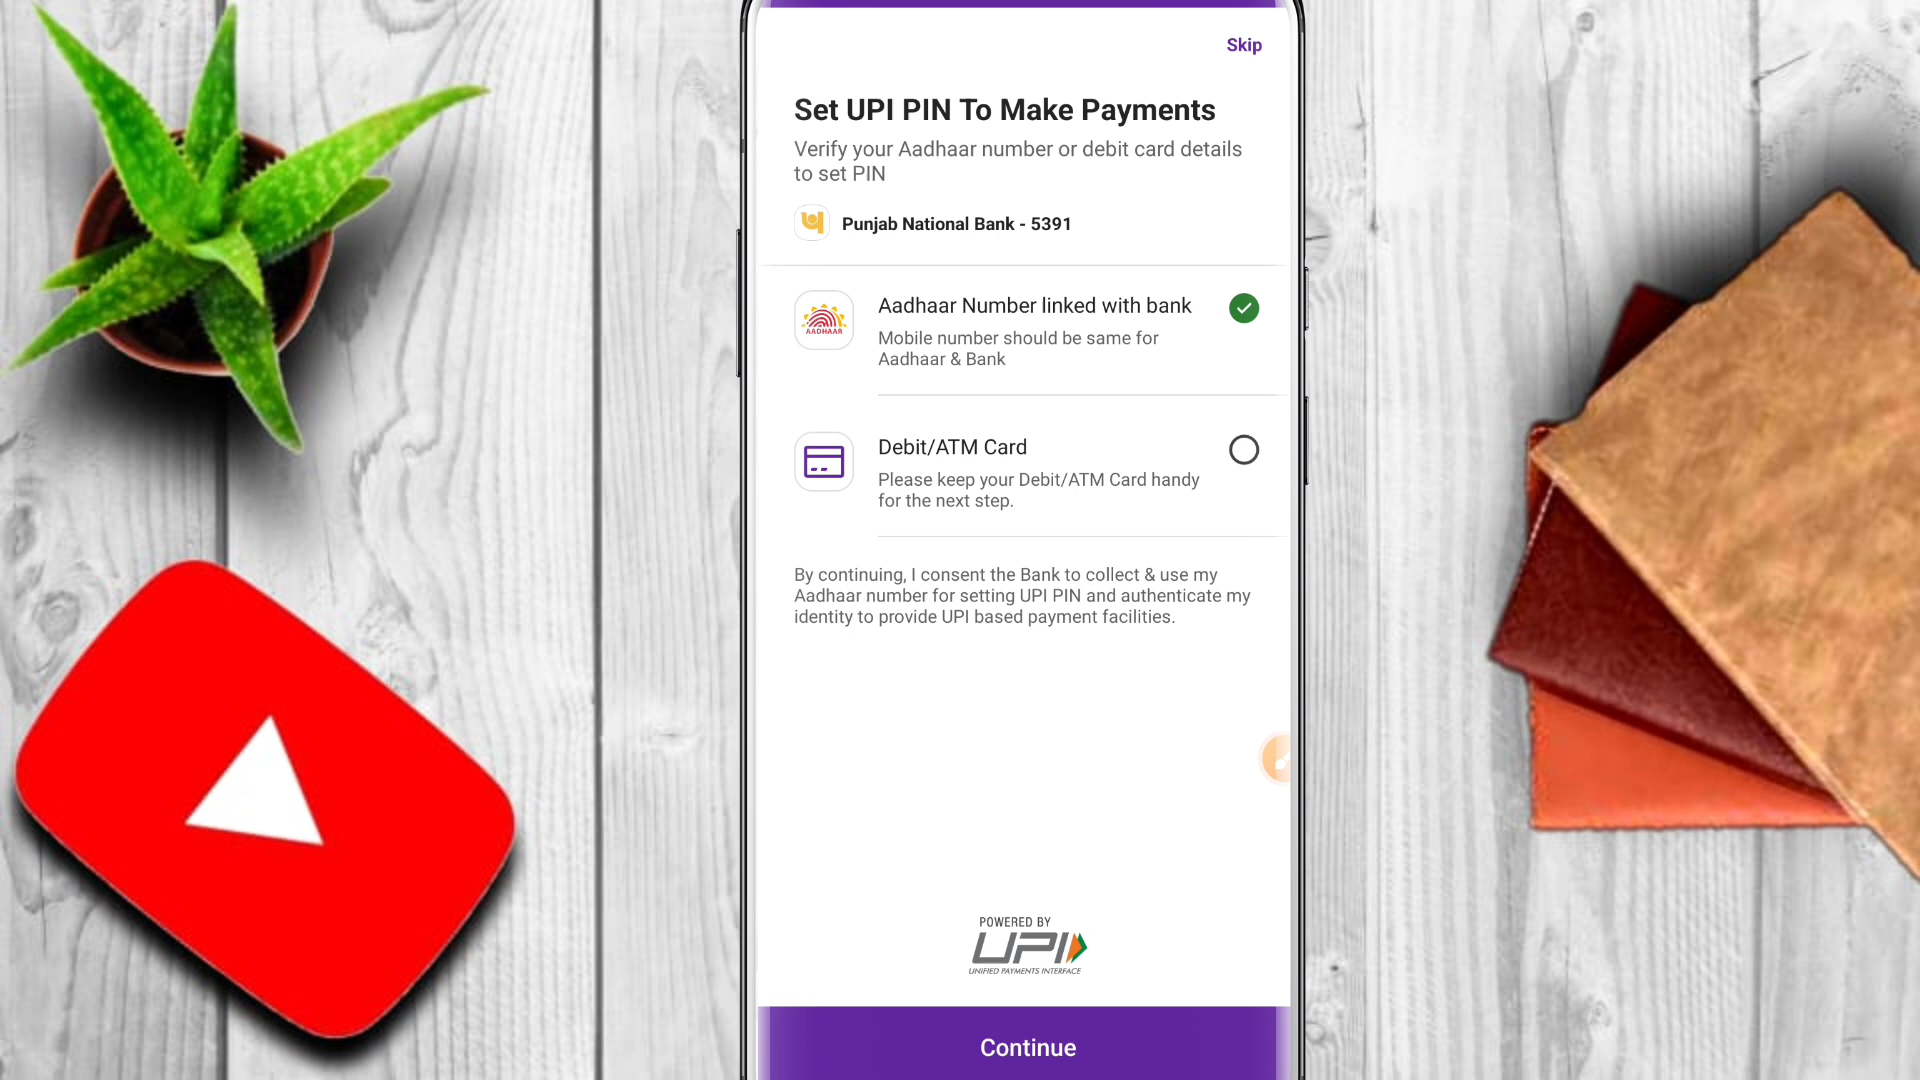 Skip
Set UPI PIN To Make Payments
Verify your Aadhaar number or debit card details
to set PIN
Punjab National Bank - 5391
Aadhaar Number linked with bank
AADHAAR
Mobile number should be same for
Aadhaar & Bank
Debit/ATM Card
Please keep your Debit/ATM Card handy
for the next step.
By continuing, I consent the Bank to collect & use my
Aadhaar number for setting UPI PIN and authenticate my
identity to provide UPI based payment facilities.
POWERED BY
UPI
UNIFIED PAYMENTS INTERFACE
Continue